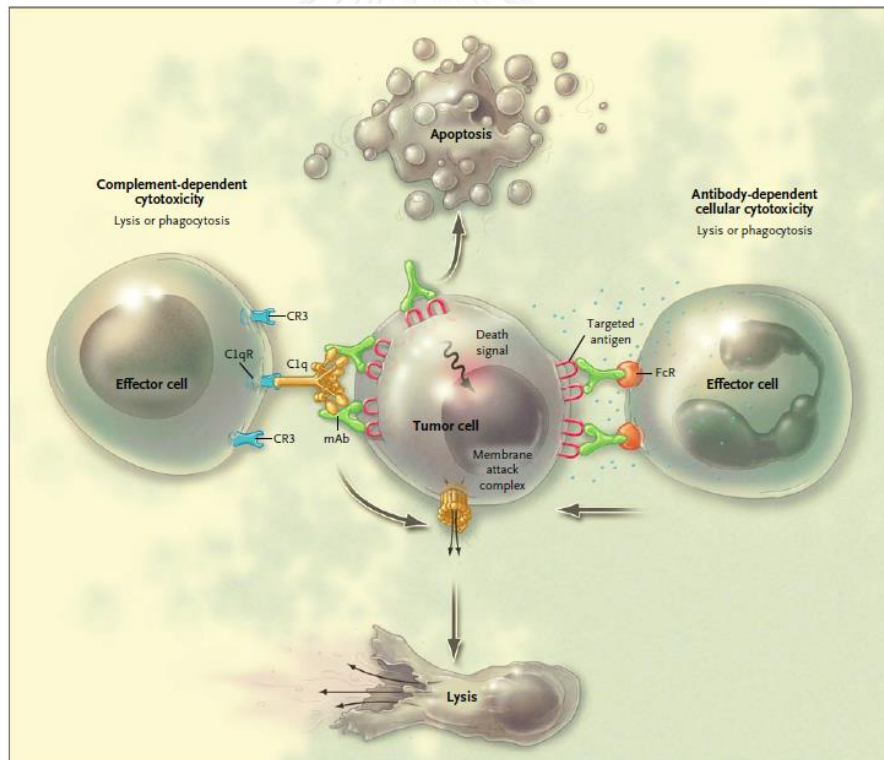 Apoptosis
Complement-dependent
cytotoxicity
Lysis or phagocytosis
Antibody-dependent
cellular cytotoxicity
Lysis or phagocytosis
CR3
C1qR
C1q
Effector cell
CR3
mAb
Death
signal
Tumor cell
Membrane
attack
complex
Targeted
antigen
FcR
Effector cell
Lysis